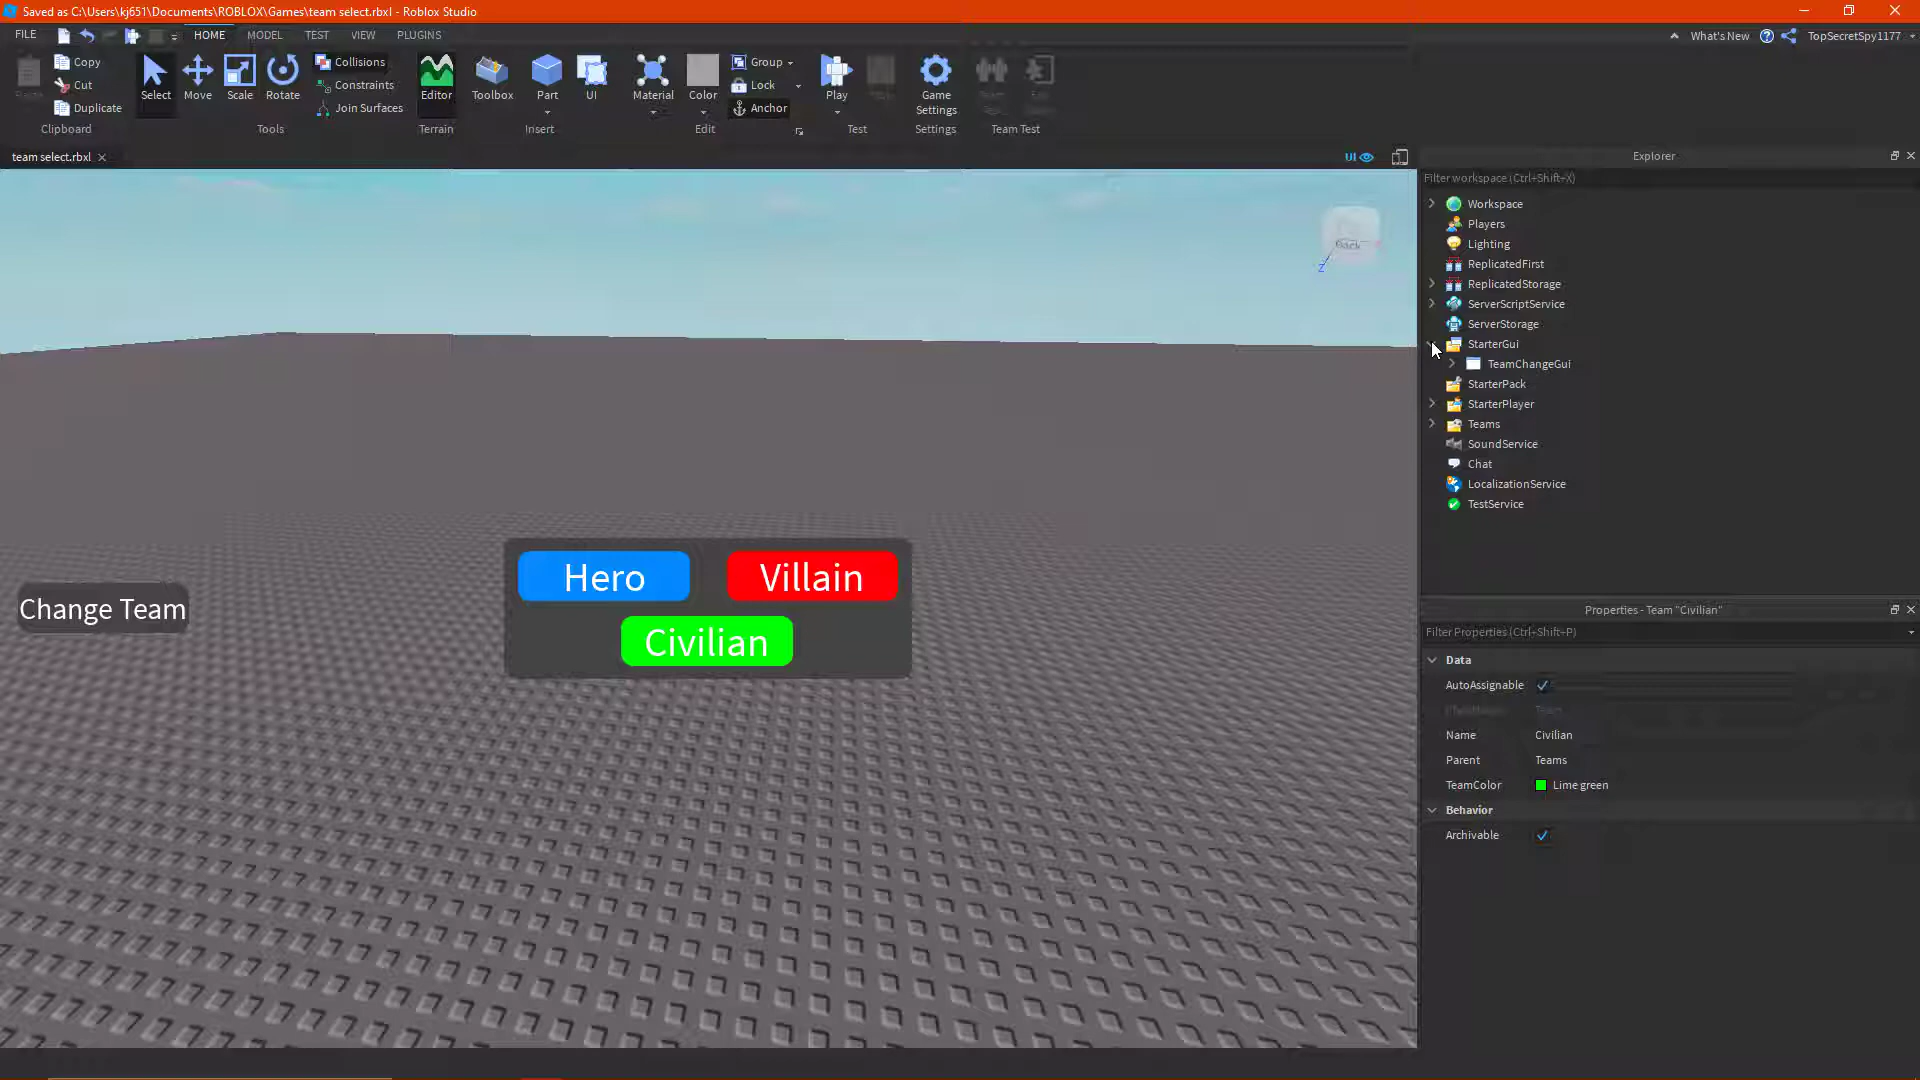 Saved as C:\Users\kj651\Documents\ROBLOX\Games\team select.rbxl - Roblox Studio
FILE HOME MODEL TEST VIEW PLUGINS What's New TopSecretSpy1177
Copy
Cut
Duplicate
Clipboard
Select Move Scale Rotate
Collisions
Constraints
Join Surfaces
Tools
Editor
Terrain
Toolbox Part UI
Insert
Material Color
Group
Lock
Anchor
Edit
Play
Test
Game
Settings
Settings
Team Test
team select.rbxl
UI
Back
Z
Change Team
Hero
Villain
Civilian
Explorer
Filter workspace (Ctrl+Shift+X)
Workspace
Players
Lighting
ReplicatedFirst
ReplicatedStorage
ServerScriptService
ServerStorage
StarterGui
TeamChangeGui
StarterPack
StarterPlayer
Teams
SoundService
Chat
LocalizationService
TestService
Properties - Team "Civilian"
Filter Properties (Ctrl+Shift+P)
Data
AutoAssignable
Team
Name Civilian
Parent Teams
TeamColor Lime green
Behavior
Archivable